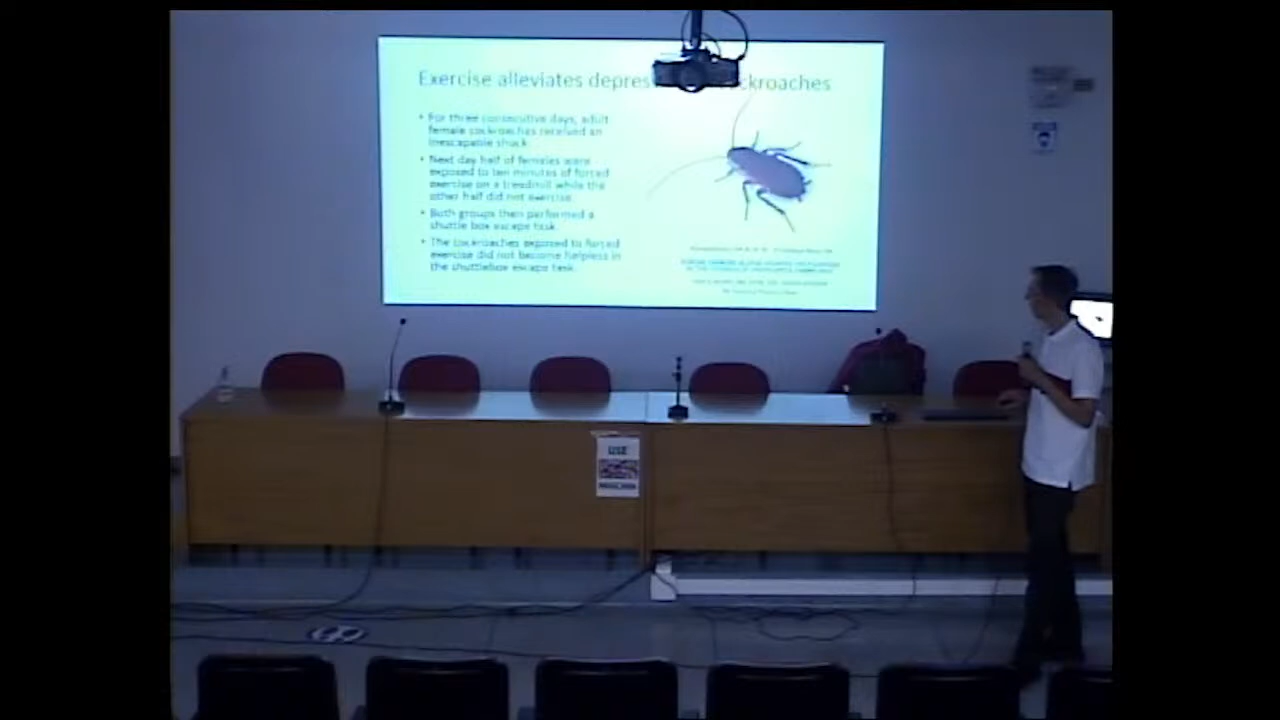 Exercise alleviates depres ckroaches
• For three consecutive days, adult
female cockroaches received an
inescapable shock.
• Next day half of females were
exposed to ten minutes of forced
exercise on a treadmill while the
other half did not exercise.
• Both groups then performed a
shuttle box escape task.
• The cockroaches exposed to forced
exercise did not become helpless in
the shuttlebox escape task.